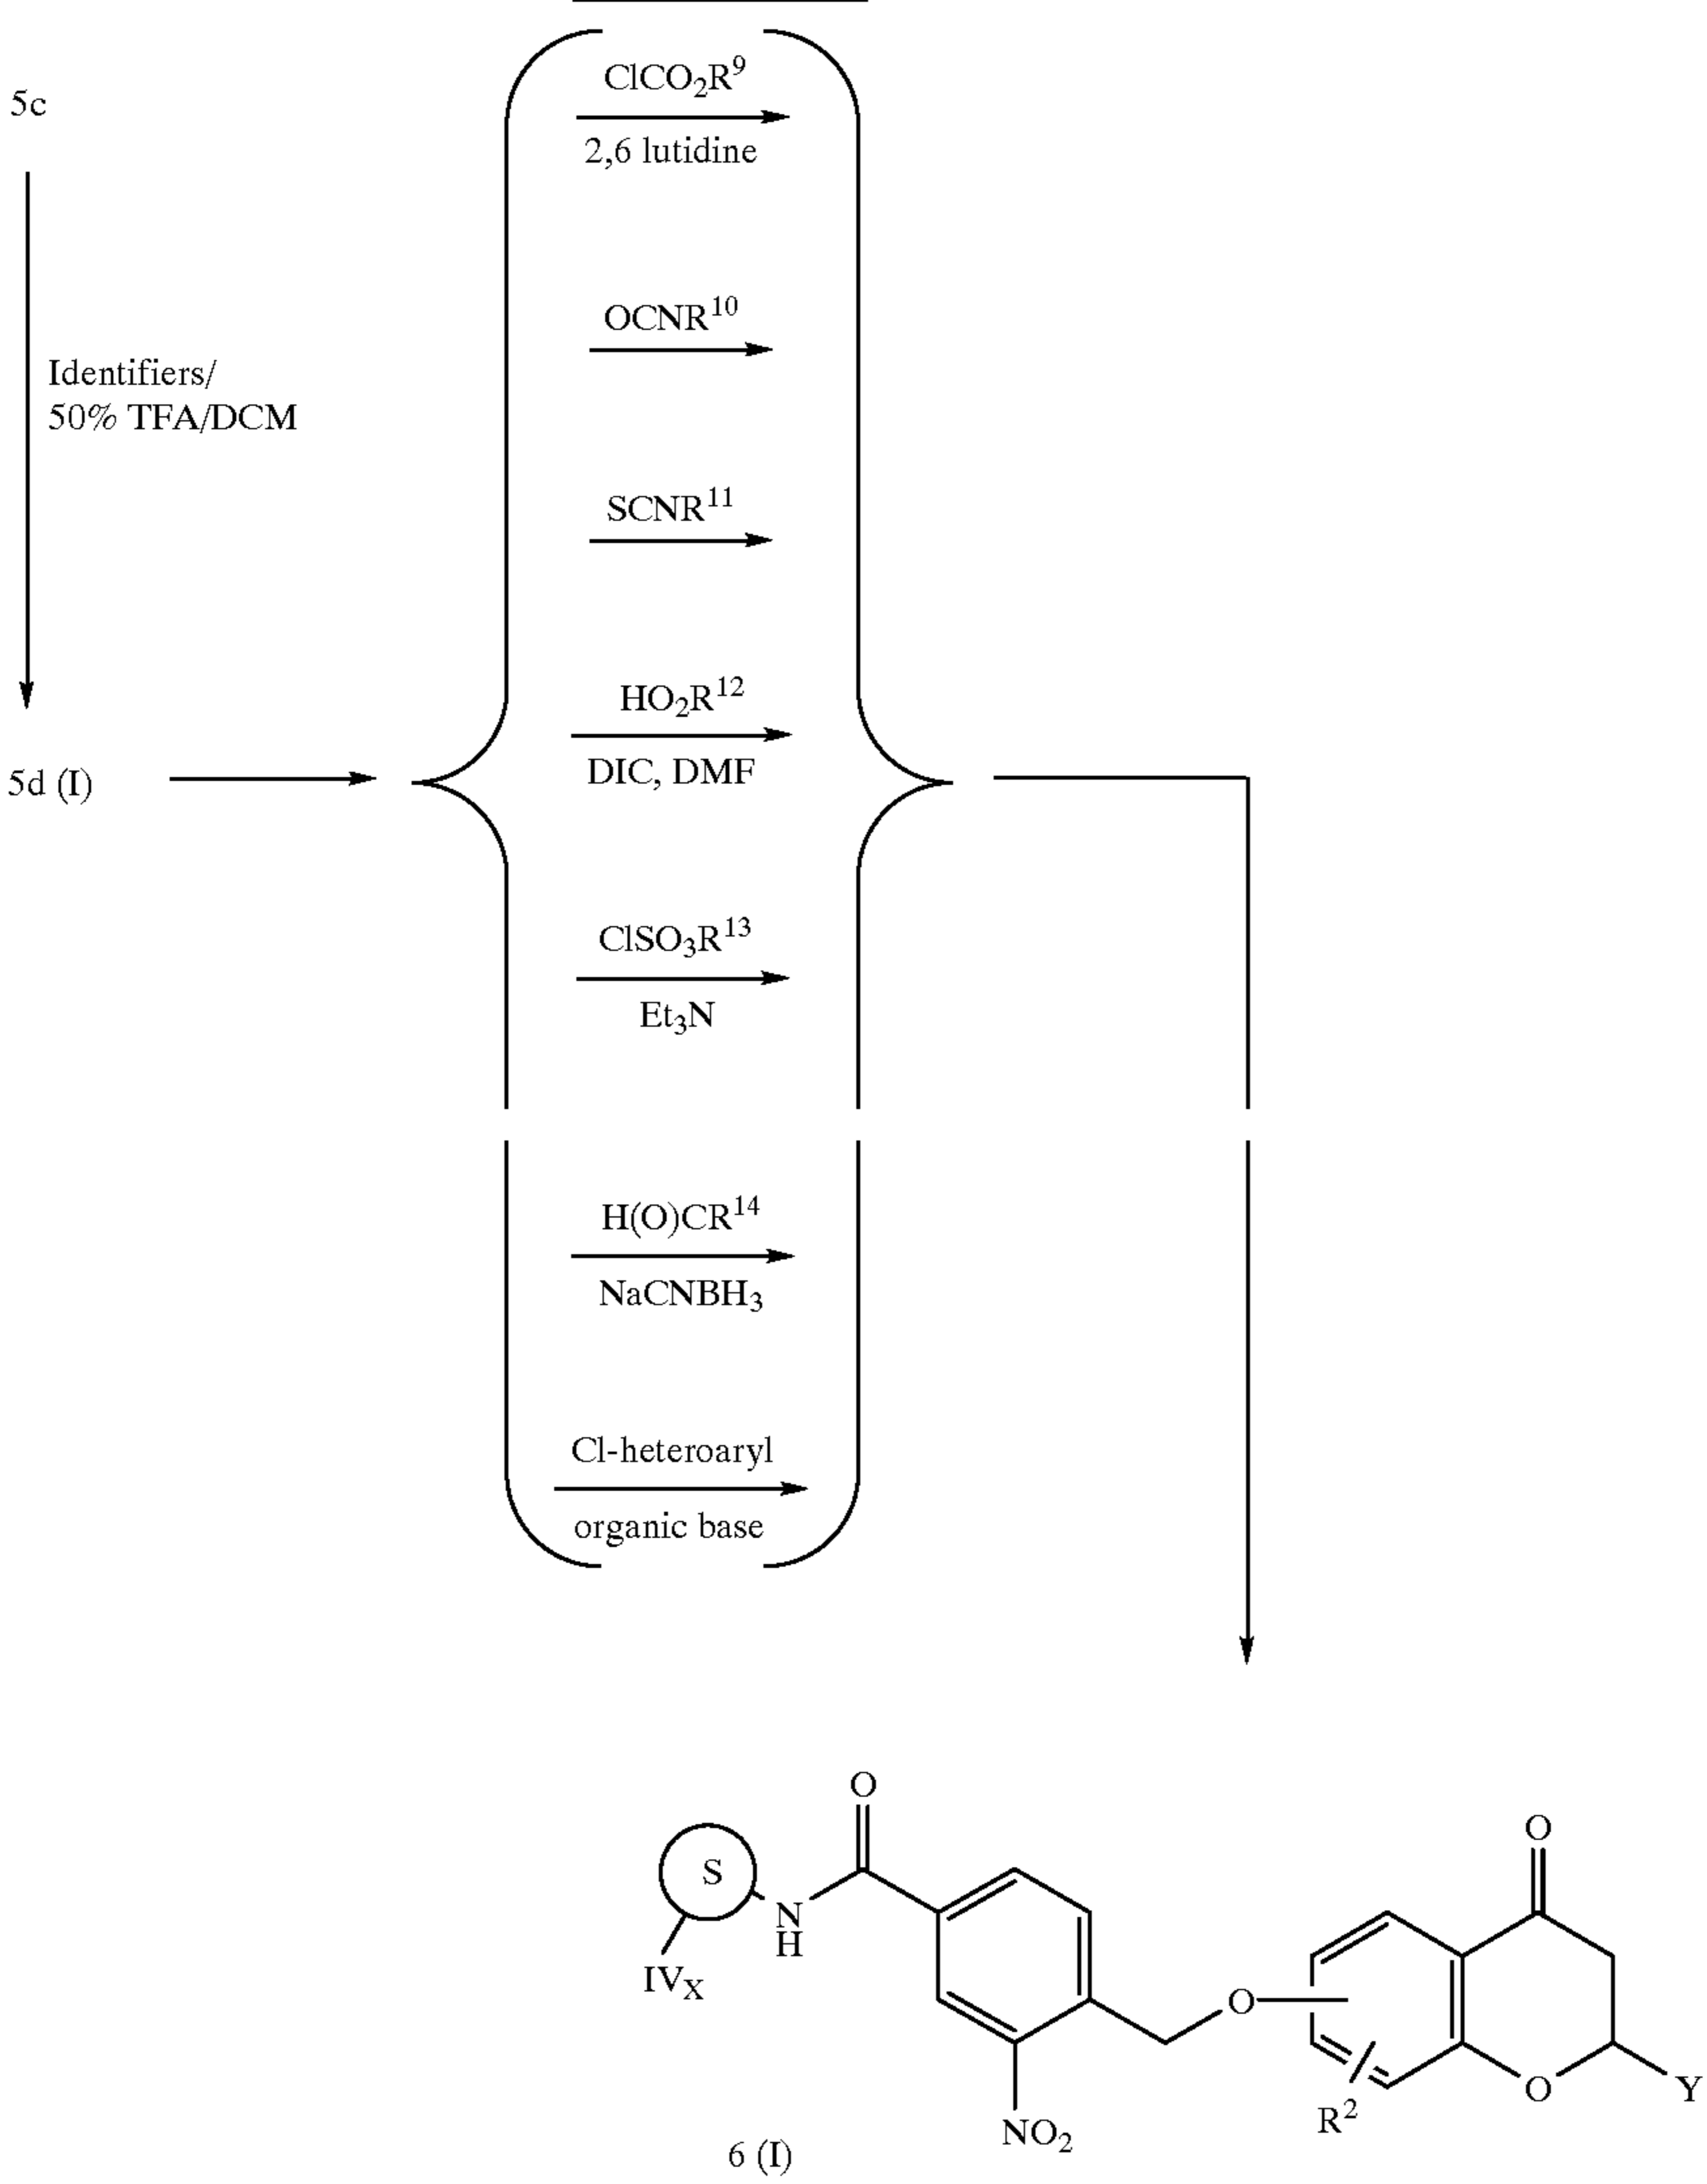 ClCO₂R⁹
5c
2,6 lutidine
OCNR¹⁰
Identifiers/
50% TFA/DCM
SCNR¹¹
HO₂R¹²
5d (I)
DIC, DMF
ClSO₃R¹³
Et₃N
H(O)CR¹⁴
NaCNBH₃
Cl-heteroaryl
organic base
O
O
S
N
H
IVₓ
O
O
Y
R²
NO₂
6 (I)